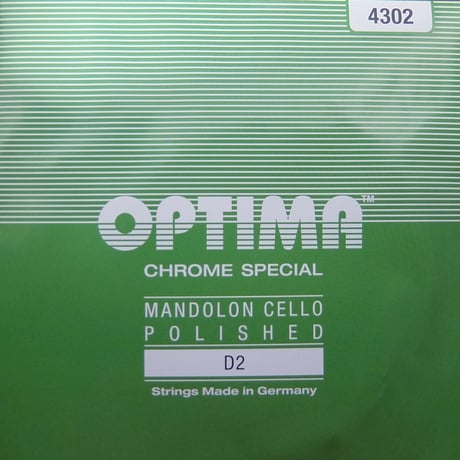 4302
OPTIMA™
CHROME SPECIAL
MANDOLON CELLO
POLISHED
D2
Strings Made in Germany